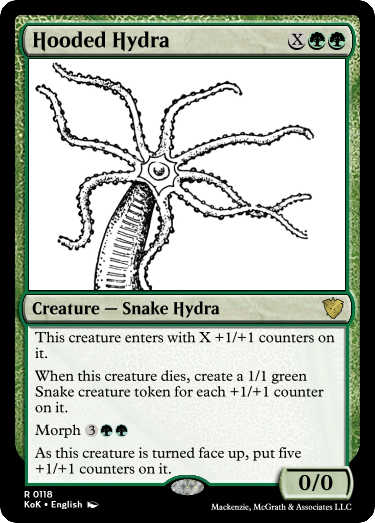 Hooded Hydra X
Creature — Snake Hydra
This creature enters with X +1/+1 counters on
it.
When this creature dies, create a 1/1 green
Snake creature token for each +1/+1 counter
on it.
Morph 3
As this creature is turned face up, put five
+1/+1 counters on it.
0/0
R 0118
KoK • English
Mackenzie, McGrath & Associates LLC